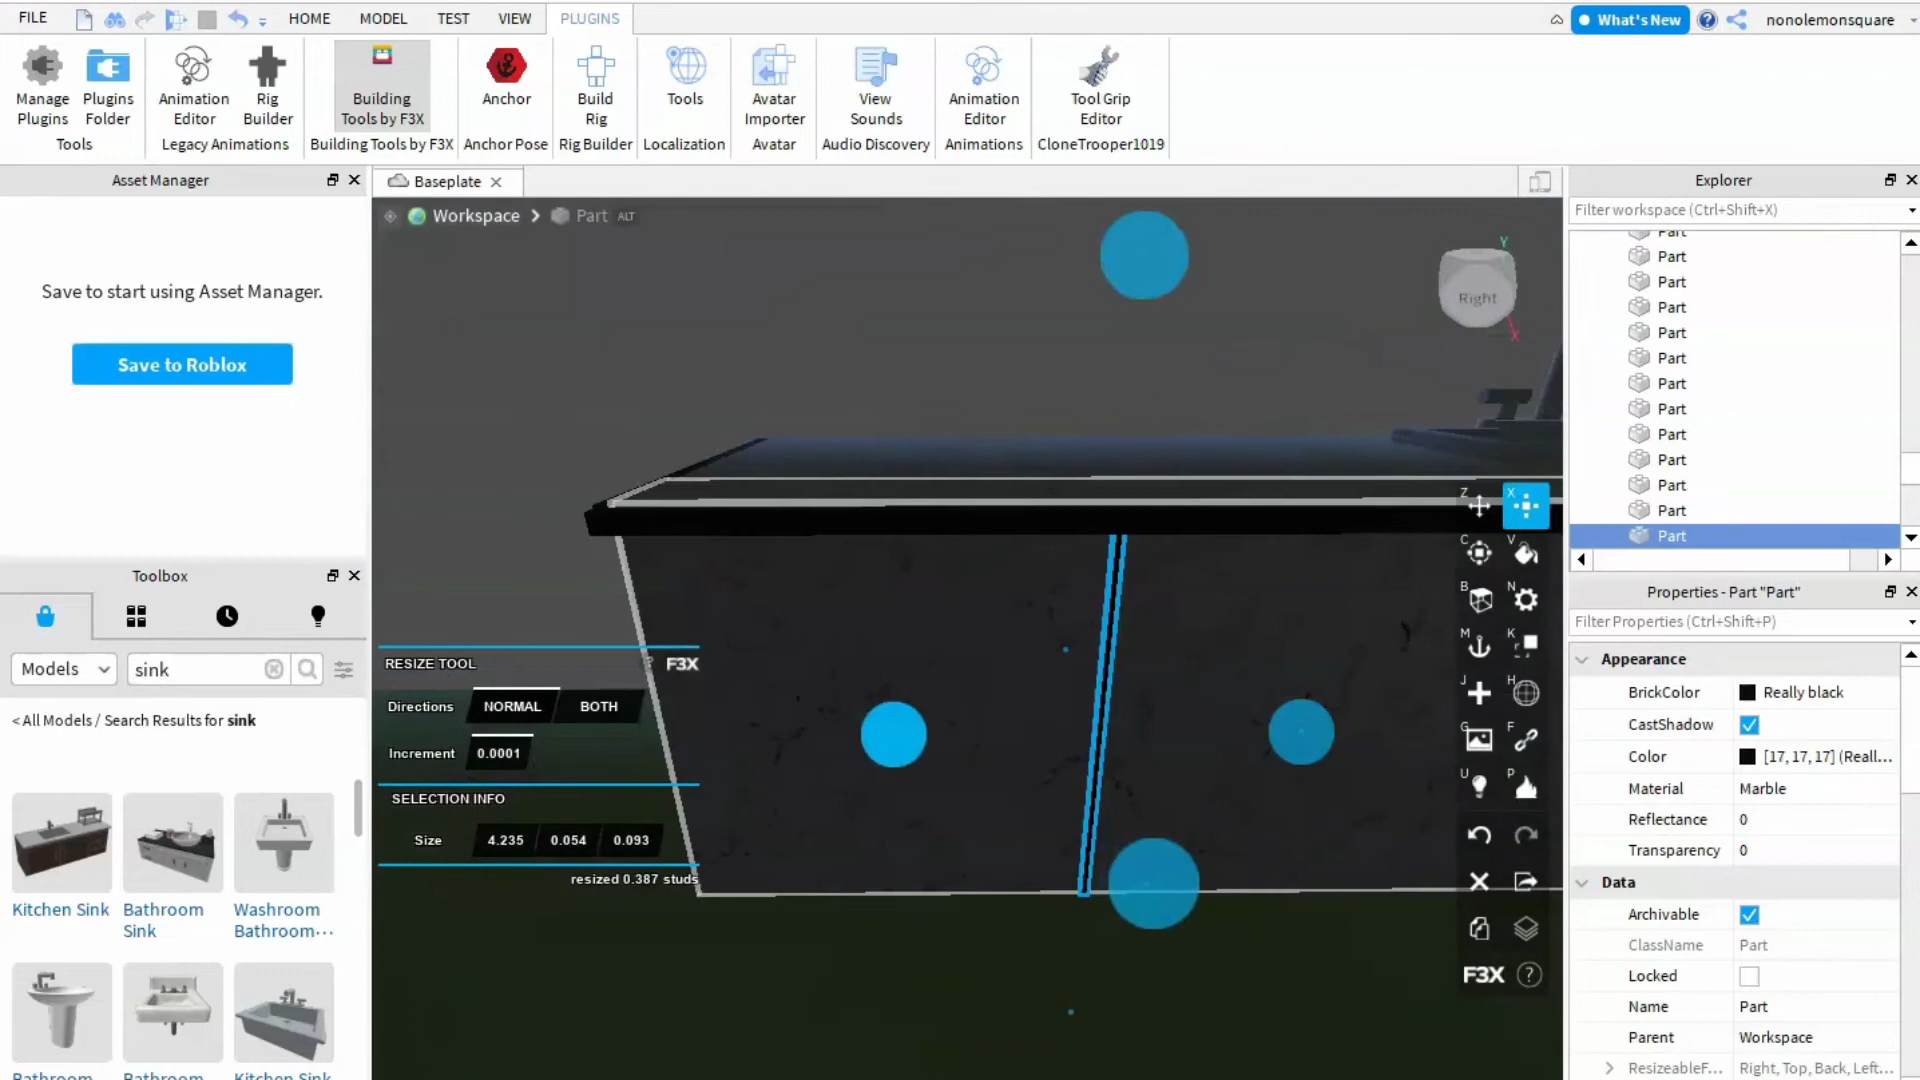 FILE HOME MODEL TEST VIEW PLUGINS What's New nonolemonsquare
Manage Plugins Plugins Folder
Tools
Animation Editor Rig Builder
Legacy Animations
Building Tools by F3X
Building Tools by F3X
Anchor
Anchor Pose
Build Rig
Rig Builder
Tools
Localization
Avatar Importer
Avatar
View Sounds
Audio Discovery
Animation Editor
Animations
Tool Grip Editor
CloneTrooper1019
Asset Manager
Save to start using Asset Manager.
Save to Roblox
Toolbox
Models sink
< All Models / Search Results for sink
Kitchen Sink
Bathroom Sink
Washroom Bathroom...
Bathroom
Bathroom
Kitchen Sink
Baseplate
Workspace > Part ALT
Y
Right
X
RESIZE TOOL F3X
Directions NORMAL BOTH
Increment 0.0001
SELECTION INFO
Size 4.235 0.054 0.093
resized 0.387 studs
Z X
C V
B N
M K
J H
G F
U P
F3X ?
Explorer
Filter workspace (Ctrl+Shift+X)
Part
Part
Part
Part
Part
Part
Part
Part
Part
Part
Part
Part
Part
Properties - Part "Part"
Filter Properties (Ctrl+Shift+P)
Appearance
BrickColor Really black
CastShadow
Color [17, 17, 17] (Reall...
Material Marble
Reflectance 0
Transparency 0
Data
Archivable
ClassName Part
Locked
Name Part
Parent Workspace
ResizeableF... Right, Top, Back, Left...